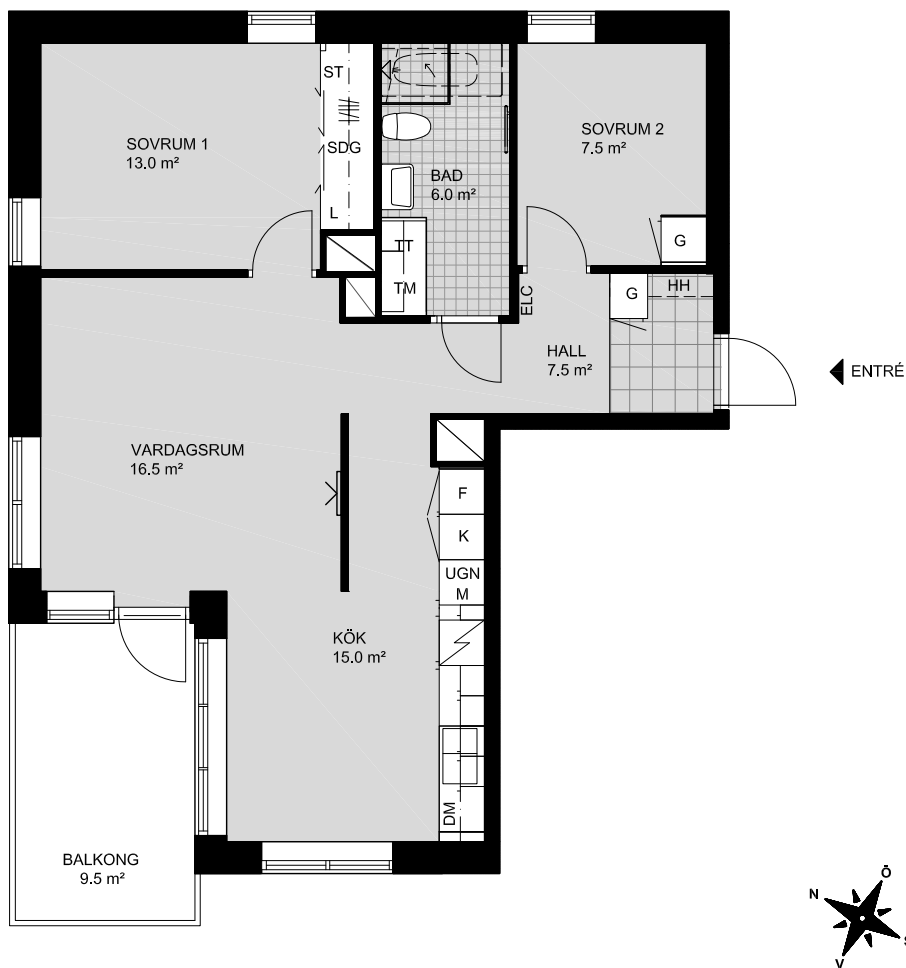 SOVRUM 1
13.0 m²
ST
SDG
L
BAD
6.0 m²
TT
TM
SOVRUM 2
7.5 m²
G
G
HH
ELC
HALL
7.5 m²
ENTRÉ
VARDAGSRUM
16.5 m²
F
K
UGN
M
KÖK
15.0 m²
DM
BALKONG
9.5 m²
N
Ö
S
V